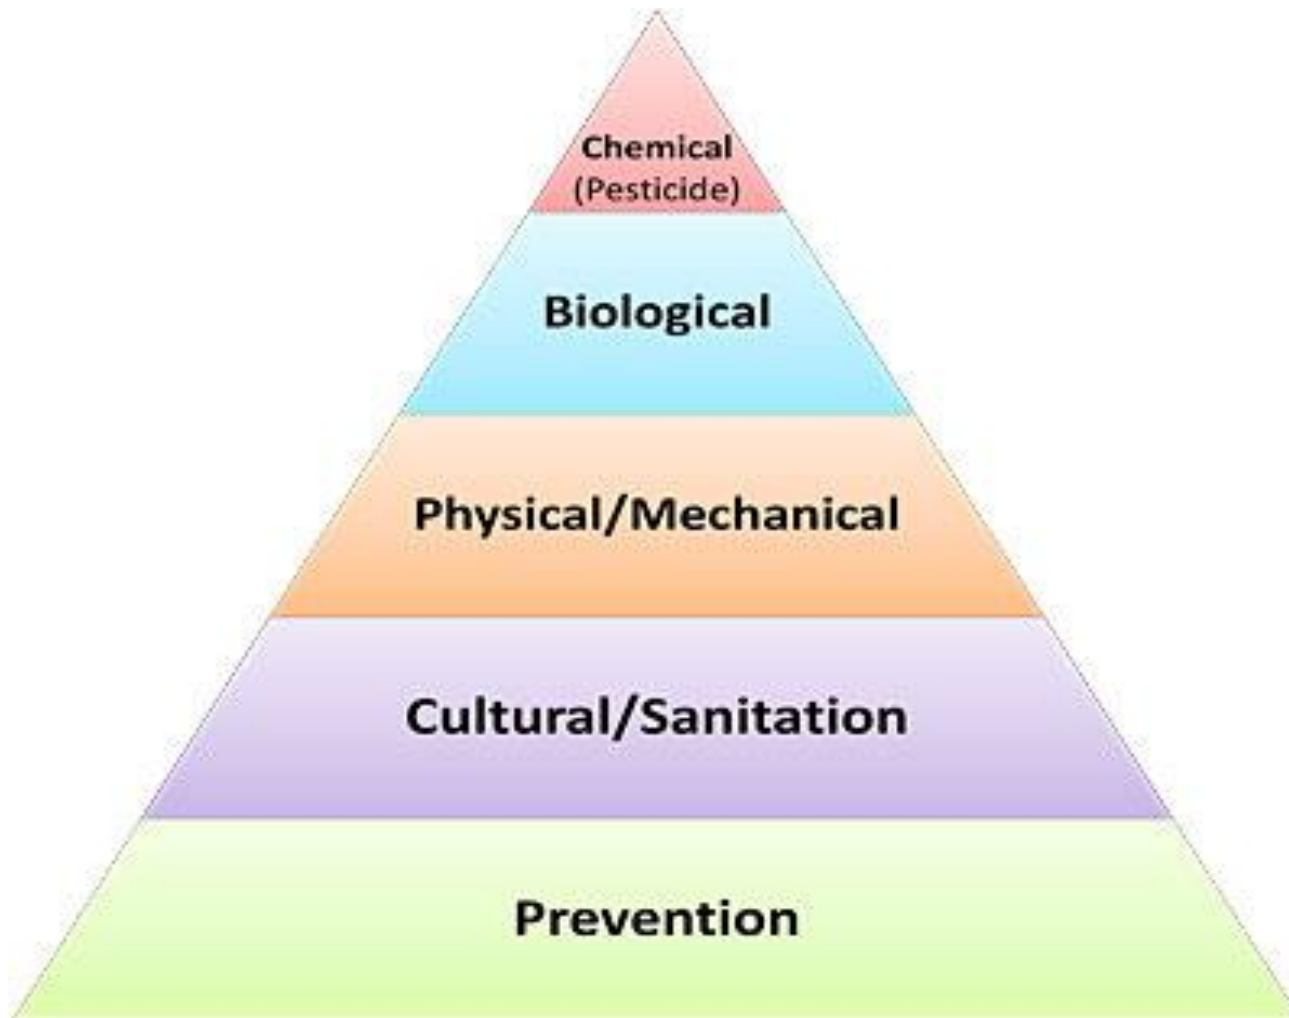 Chemical
(Pesticide)
Biological
Physical/Mechanical
Cultural/Sanitation
Prevention